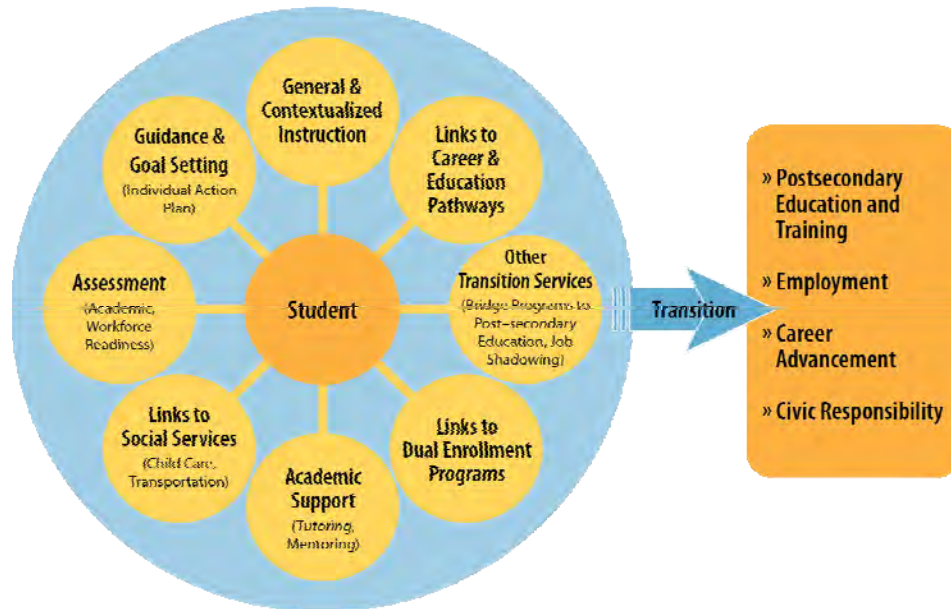 General &
Contextualized
Instruction
Links to
Career &
Education
Pathways
Other
Transition Services
(Bridge Programs to
Post-secondary
Education, Job
Shadowing)
Links to
Dual Enrollment
Programs
Academic
Support
(Tutoring,
Mentoring)
Links to
Social Services
(Child Care,
Transportation)
Assessment
(Academic,
Workforce
Readiness)
Guidance &
Goal Setting
(Individual Action
Plan)
Student
Transition
» Postsecondary
Education and
Training
» Employment
» Career
Advancement
» Civic Responsibility